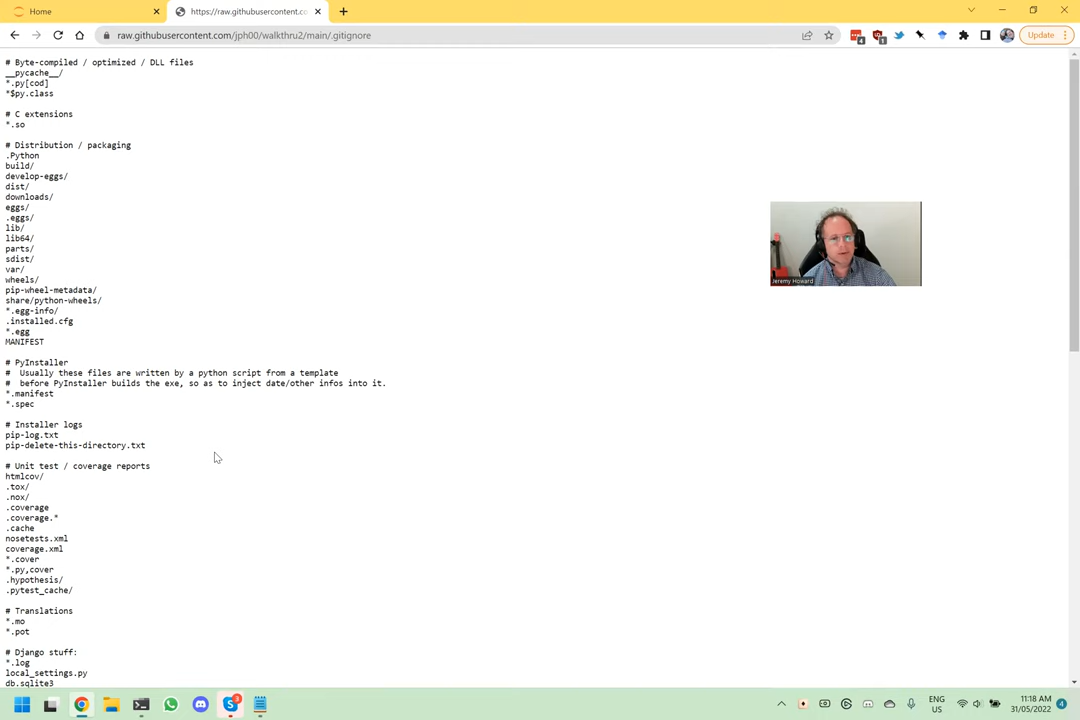 Home
https://raw.githubusercontent.co
raw.githubusercontent.com/jph00/walkthru2/main/.gitignore
4
1
Update
# Byte-compiled / optimized / DLL files
__pycache__/
*.py[cod]
*$py.class
# C extensions
*.so
# Distribution / packaging
.Python
build/
develop-eggs/
dist/
downloads/
eggs/
.eggs/
lib/
lib64/
parts/
sdist/
var/
wheels/
pip-wheel-metadata/
share/python-wheels/
*.egg-info/
.installed.cfg
*.egg
MANIFEST
# PyInstaller
#  Usually these files are written by a python script from a template
#  before PyInstaller builds the exe, so as to inject date/other infos into it.
*.manifest
*.spec
# Installer logs
pip-log.txt
pip-delete-this-directory.txt
# Unit test / coverage reports
htmlcov/
.tox/
.nox/
.coverage
.coverage.*
.cache
nosetests.xml
coverage.xml
*.cover
*.py,cover
.hypothesis/
.pytest_cache/
# Translations
*.mo
*.pot
# Django stuff:
*.log
local_settings.py
db.sqlite3
Jeremy Howard
3
ENG
US
11:18 AM
31/05/2022
4